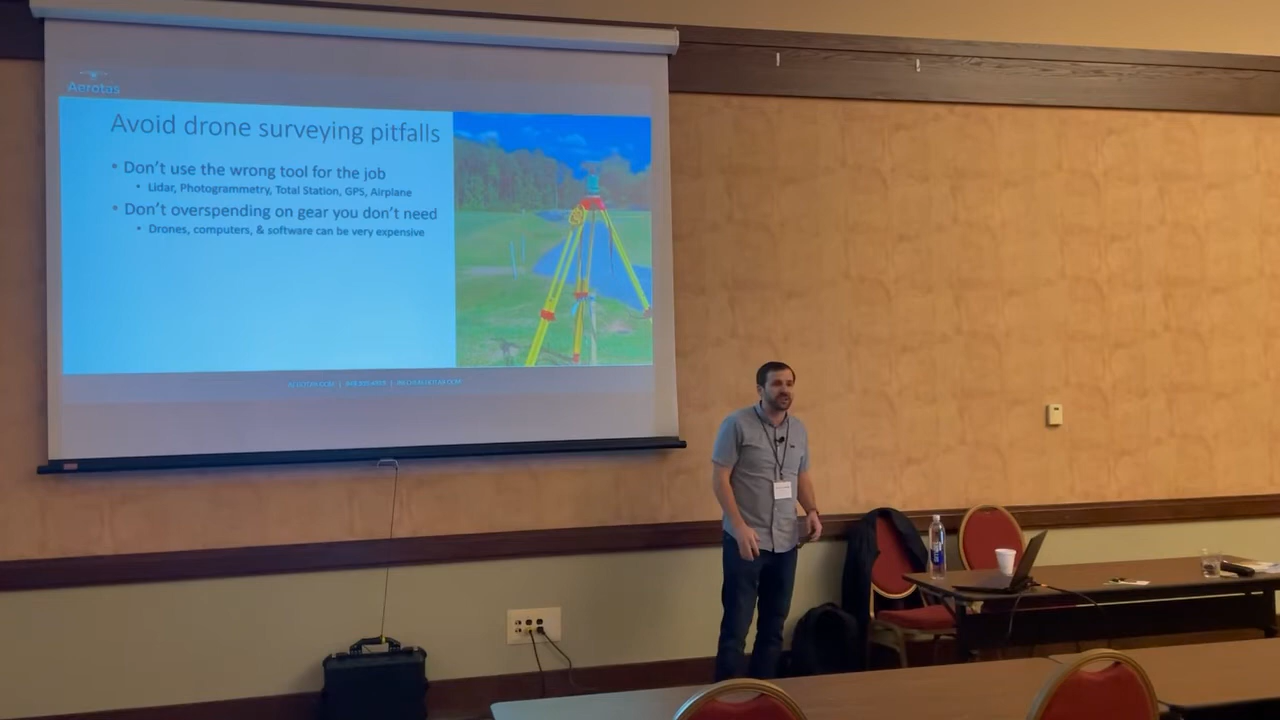 Aerotas
Avoid drone surveying pitfalls
• Don't use the wrong tool for the job
• Lidar, Photogrammetry, Total Station, GPS, Airplane
• Don't overspending on gear you don't need
• Drones, computers, & software can be very expensive